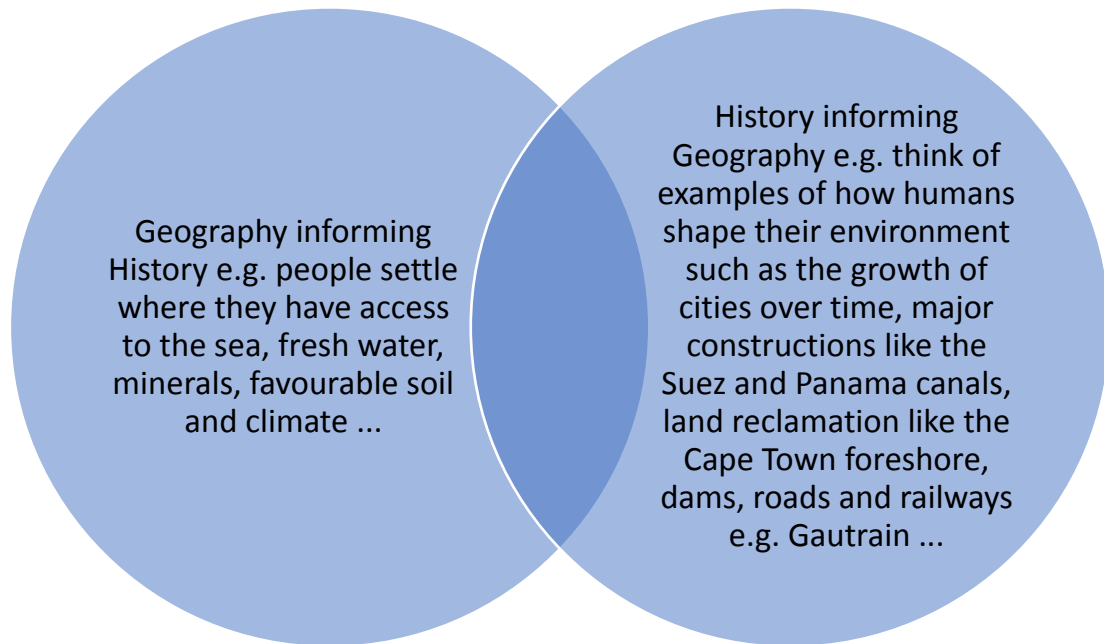 Geography informing
History e.g. people settle
where they have access
to the sea, fresh water,
minerals, favourable soil
and climate ...
History informing
Geography e.g. think of
examples of how humans
shape their environment
such as the growth of
cities over time, major
constructions like the
Suez and Panama canals,
land reclamation like the
Cape Town foreshore,
dams, roads and railways
e.g. Gautrain ...